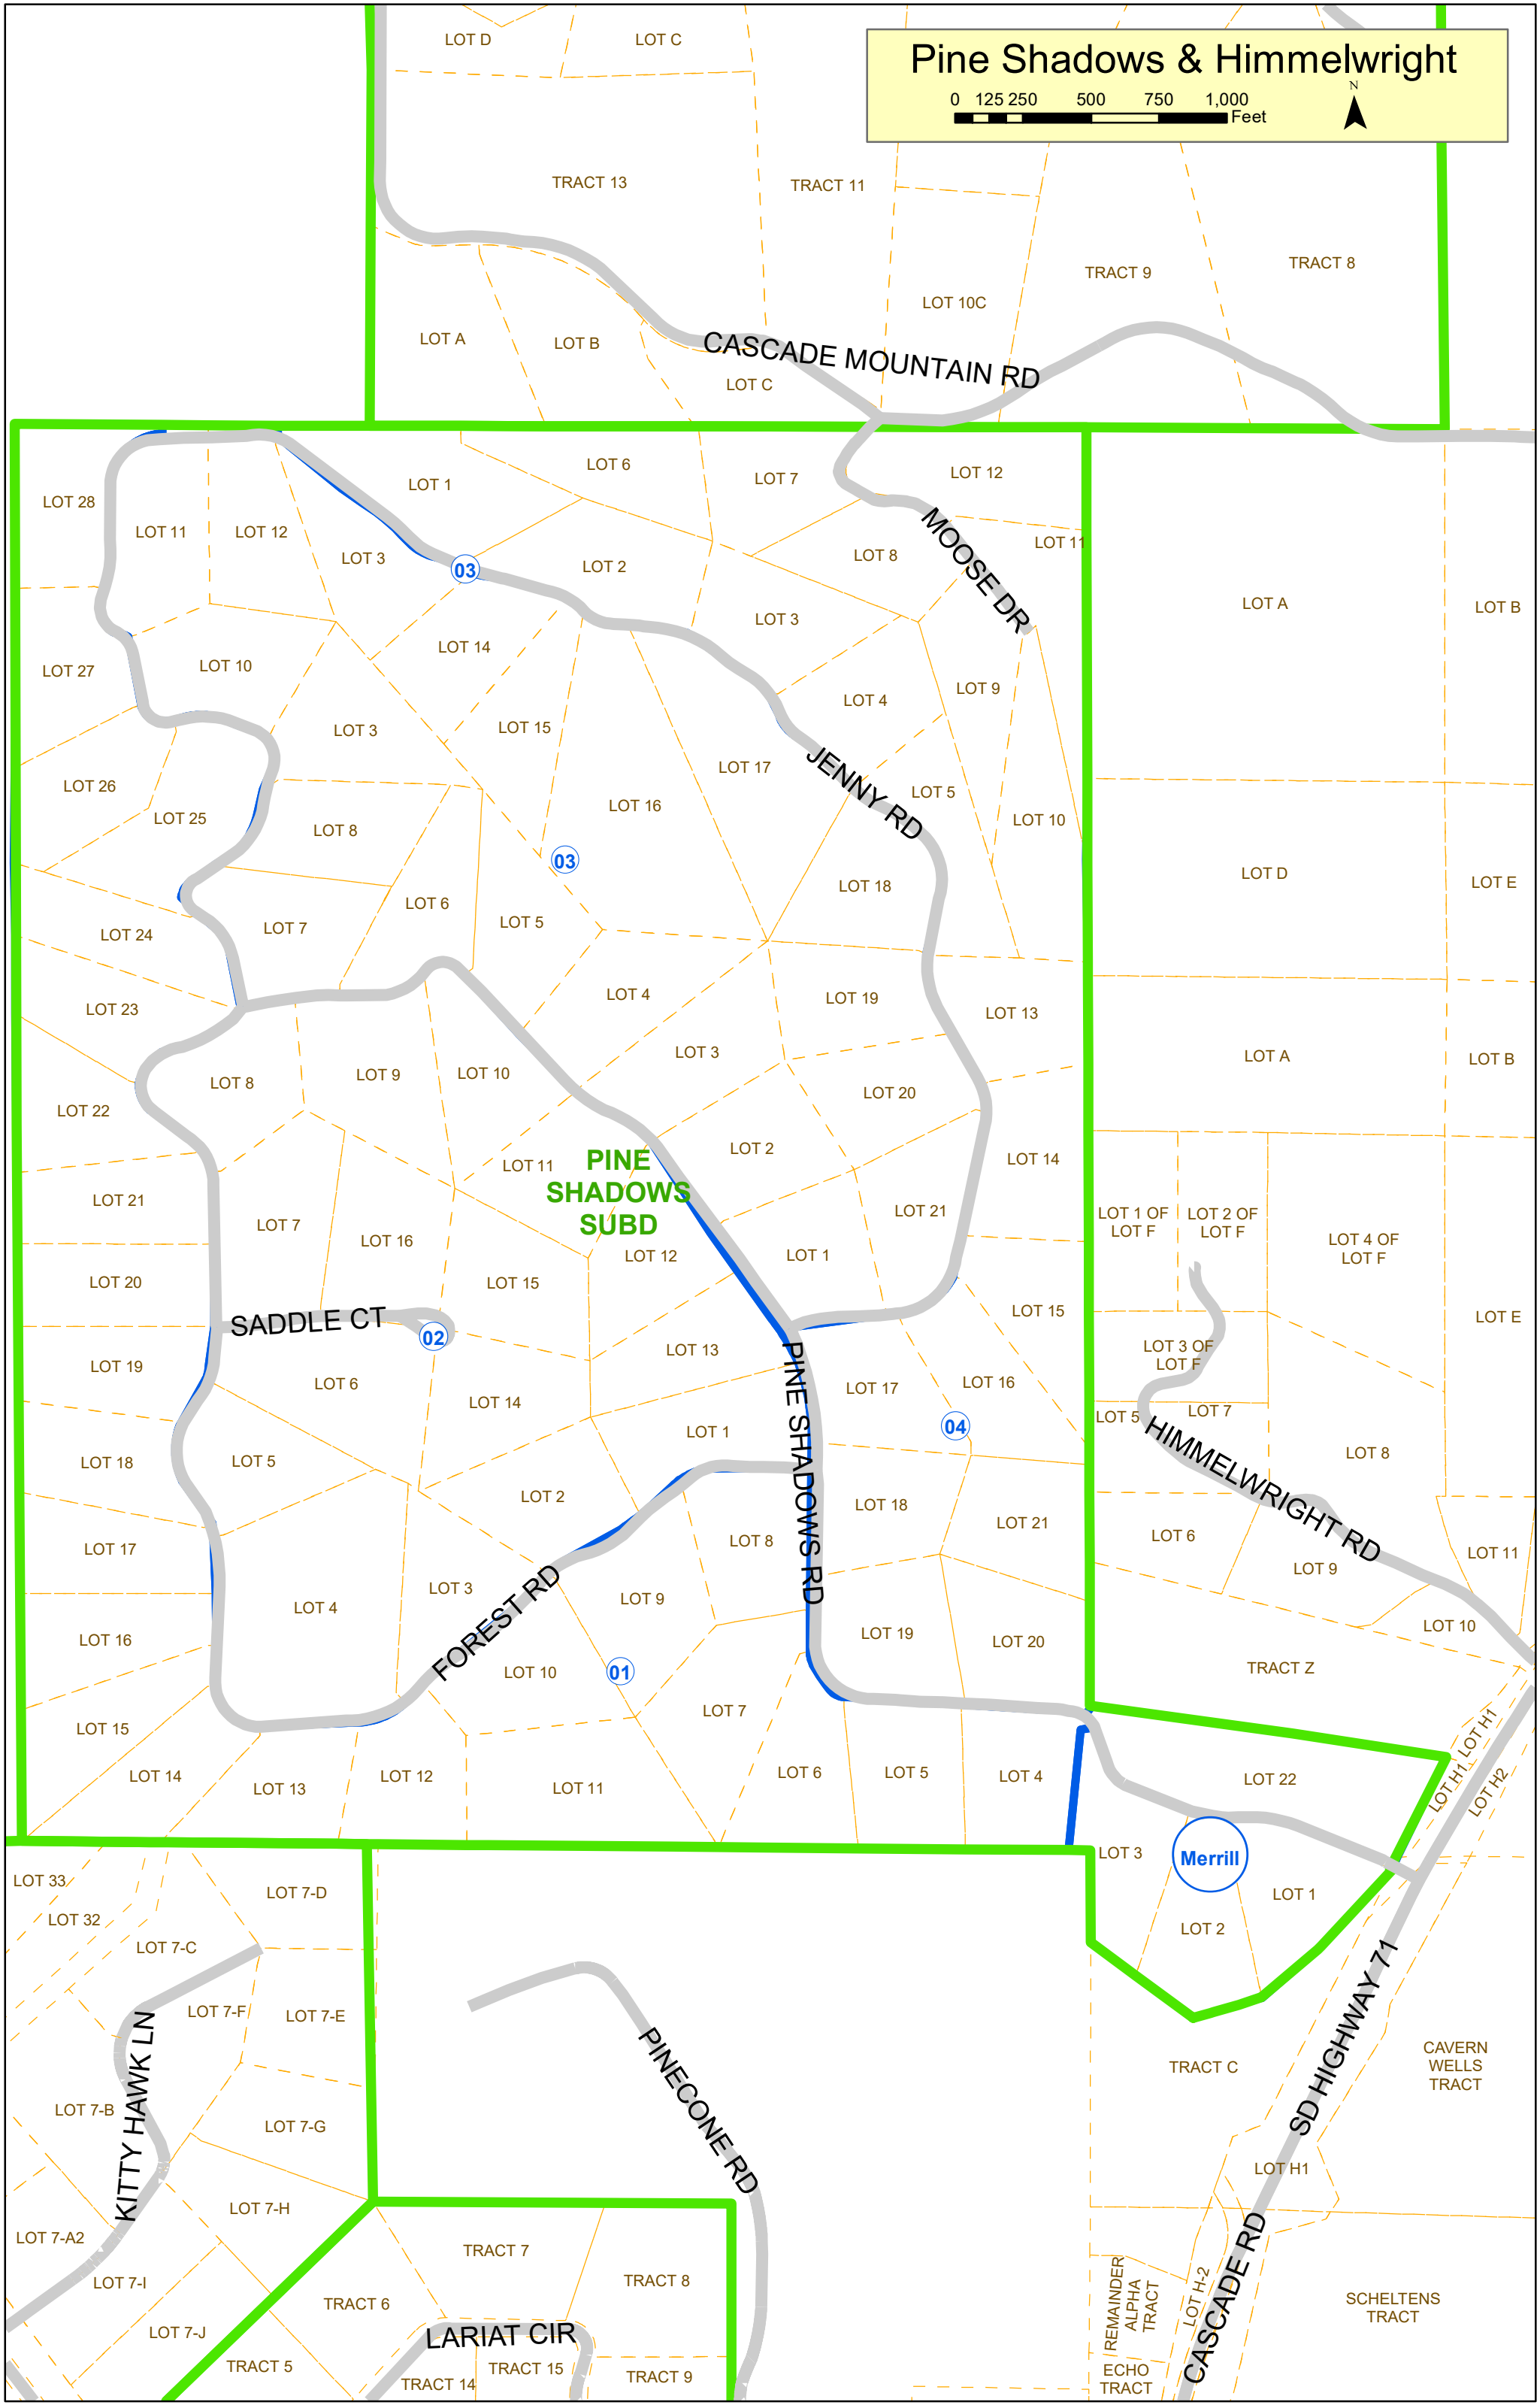 LOT D
LOT C
Pine Shadows & Himmelwright
N
0 125 250 500 750 1,000
Feet
TRACT 13
TRACT 11
TRACT 9
TRACT 8
LOT 10C
LOT A
LOT B
CASCADE MOUNTAIN RD
LOT C
LOT 28
LOT 11
LOT 12
LOT 1
LOT 6
LOT 7
LOT 12
LOT 3
03
LOT 2
LOT 8
MOOSE DR
LOT 11
LOT A
LOT B
LOT 27
LOT 10
LOT 14
LOT 3
LOT 4
LOT 9
LOT 3
LOT 15
LOT 17
LOT 26
LOT 25
LOT 8
LOT 16
JENNY RD
LOT 5
LOT 10
03
LOT 18
LOT D
LOT E
LOT 24
LOT 7
LOT 6
LOT 5
LOT 23
LOT 4
LOT 19
LOT 13
LOT 22
LOT 8
LOT 9
LOT 10
LOT 3
LOT 20
LOT A
LOT B
LOT 11
PINE
SHADOWS
SUBD
LOT 2
LOT 14
LOT 21
LOT 7
LOT 16
LOT 12
LOT 1
LOT 21
LOT 1 OF
LOT F
LOT 2 OF
LOT F
LOT 4 OF
LOT F
LOT 20
LOT 15
LOT 15
LOT E
SADDLE CT
02
LOT 13
LOT 3 OF
LOT F
LOT 19
LOT 6
LOT 14
PINE SHADOWS RD
LOT 17
LOT 16
LOT 5
LOT 7
LOT 18
LOT 5
LOT 1
04
HIMMELWRIGHT RD
LOT 8
LOT 2
LOT 18
LOT 21
LOT 17
LOT 8
LOT 6
LOT 9
LOT 11
LOT 4
LOT 3
FOREST RD
LOT 9
LOT 16
LOT 10
01
LOT 19
LOT 20
LOT 10
TRACT Z
LOT 15
LOT 7
LOT H1
LOT 14
LOT 13
LOT 12
LOT 11
LOT 6
LOT 5
LOT 4
LOT 22
LOT H1
LOT H2
LOT 3
Merrill
LOT 1
LOT 2
LOT 33
LOT 7-D
LOT 32
LOT 7-C
LOT 7-F
LOT 7-E
KITTY HAWK LN
PINECONE RD
SD HIGHWAY 71
TRACT C
CAVERN
WELLS
TRACT
LOT 7-B
LOT 7-G
LOT H1
LOT 7-H
LOT 7-A2
LOT 7-I
TRACT 7
TRACT 8
REMAINDER
ALPHA
TRACT
LOT H-2
CASCADE RD
SCHELTENS
TRACT
TRACT 6
LOT 7-J
LARIAT CIR
TRACT 5
TRACT 14
TRACT 15
TRACT 9
ECHO
TRACT